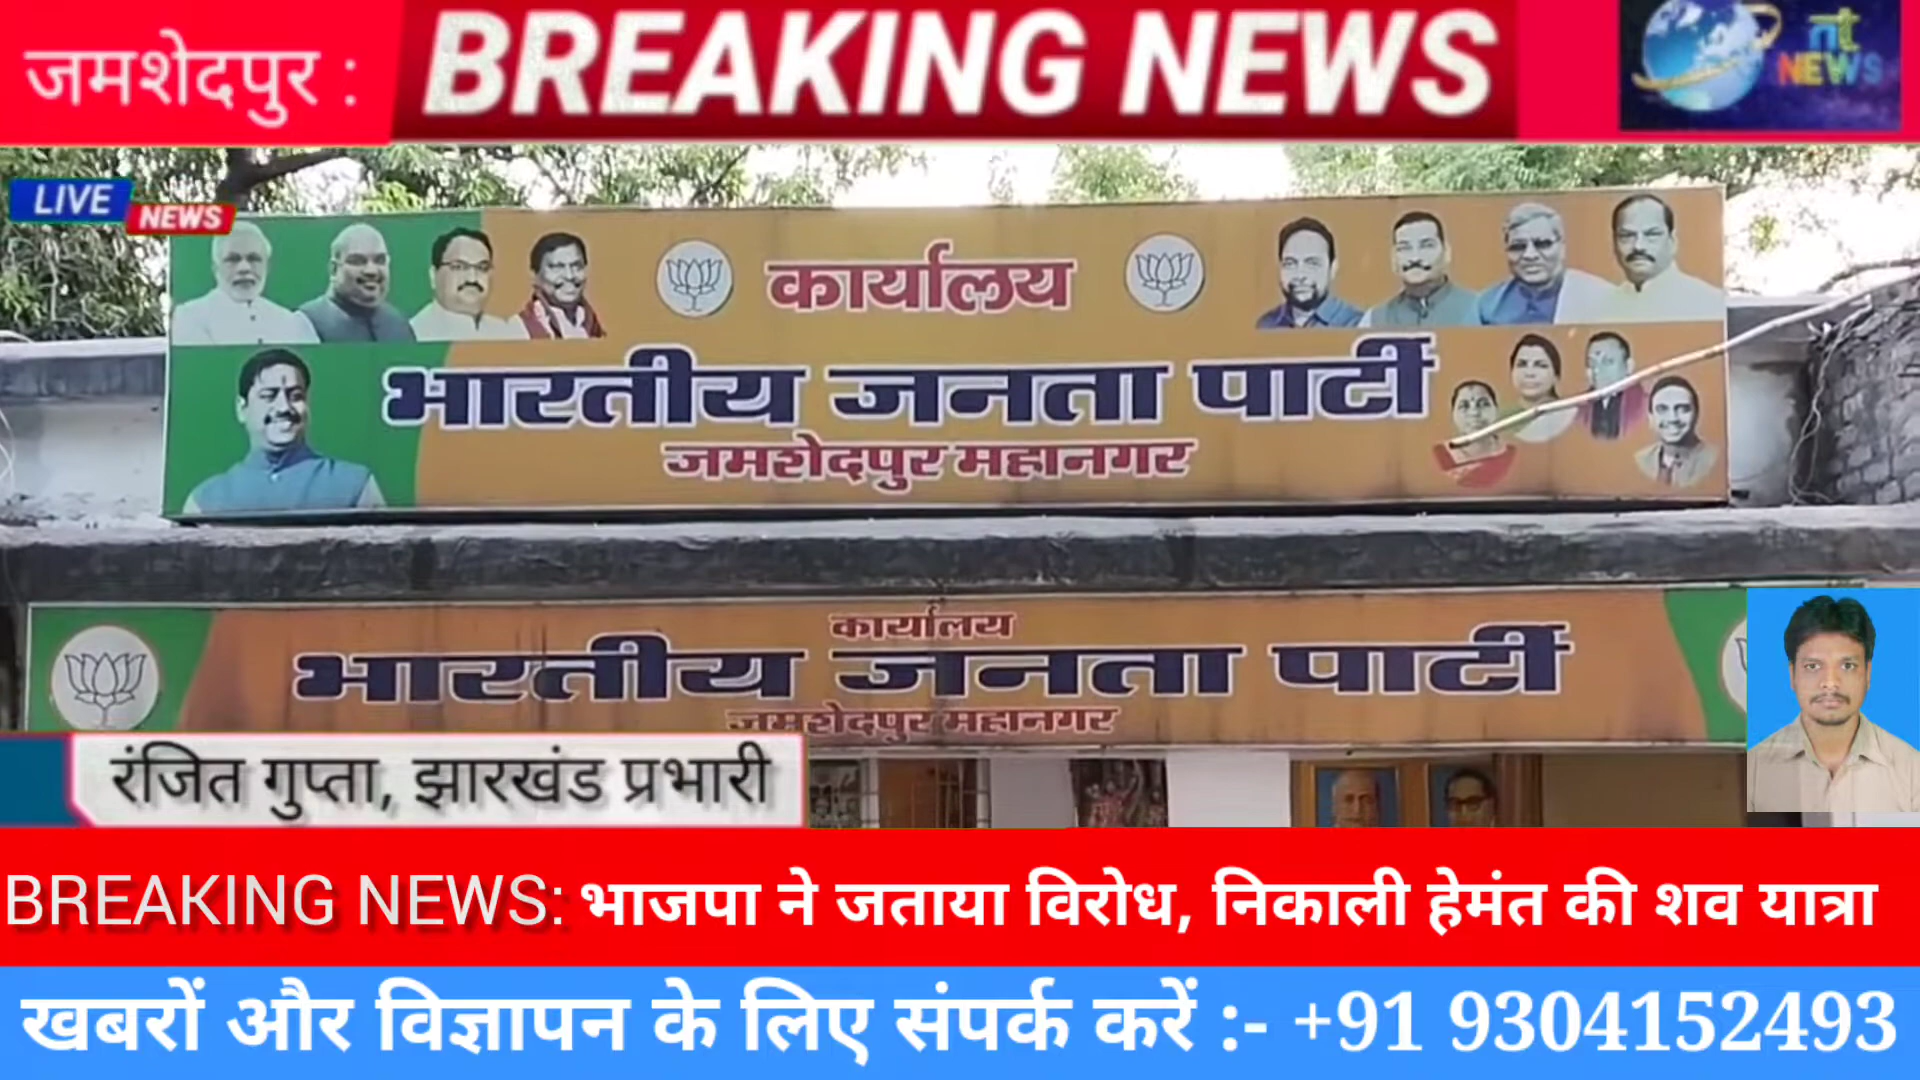 जमशेदपुर :
BREAKING NEWS
nt
NEWS
LIVE
NEWS
कार्यालय
भारतीय जनता पार्टी
जमशेदपुर महानगर
कार्यालय
भारतीय जनता पार्टी
जमशेदपुर महानगर
रंजित गुप्ता, झारखंड प्रभारी
BREAKING NEWS: भाजपा ने जताया विरोध, निकाली हेमंत की शव यात्रा
खबरों और विज्ञापन के लिए संपर्क करें :- +91 9304152493